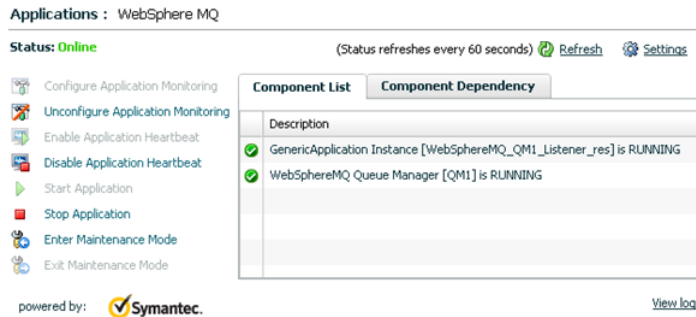 Applications : WebSphere MQ
Status: Online
(Status refreshes every 60 seconds) Refresh Settings
Configure Application Monitoring
Unconfigure Application Monitoring
Enable Application Heartbeat
Disable Application Heartbeat
Start Application
Stop Application
Enter Maintenance Mode
Exit Maintenance Mode
Component List Component Dependency
Description
GenericApplication Instance [WebSphereMQ_QM1_Listener_res] is RUNNING
WebSphereMQ Queue Manager [QM1] is RUNNING
powered by: Symantec.
View log